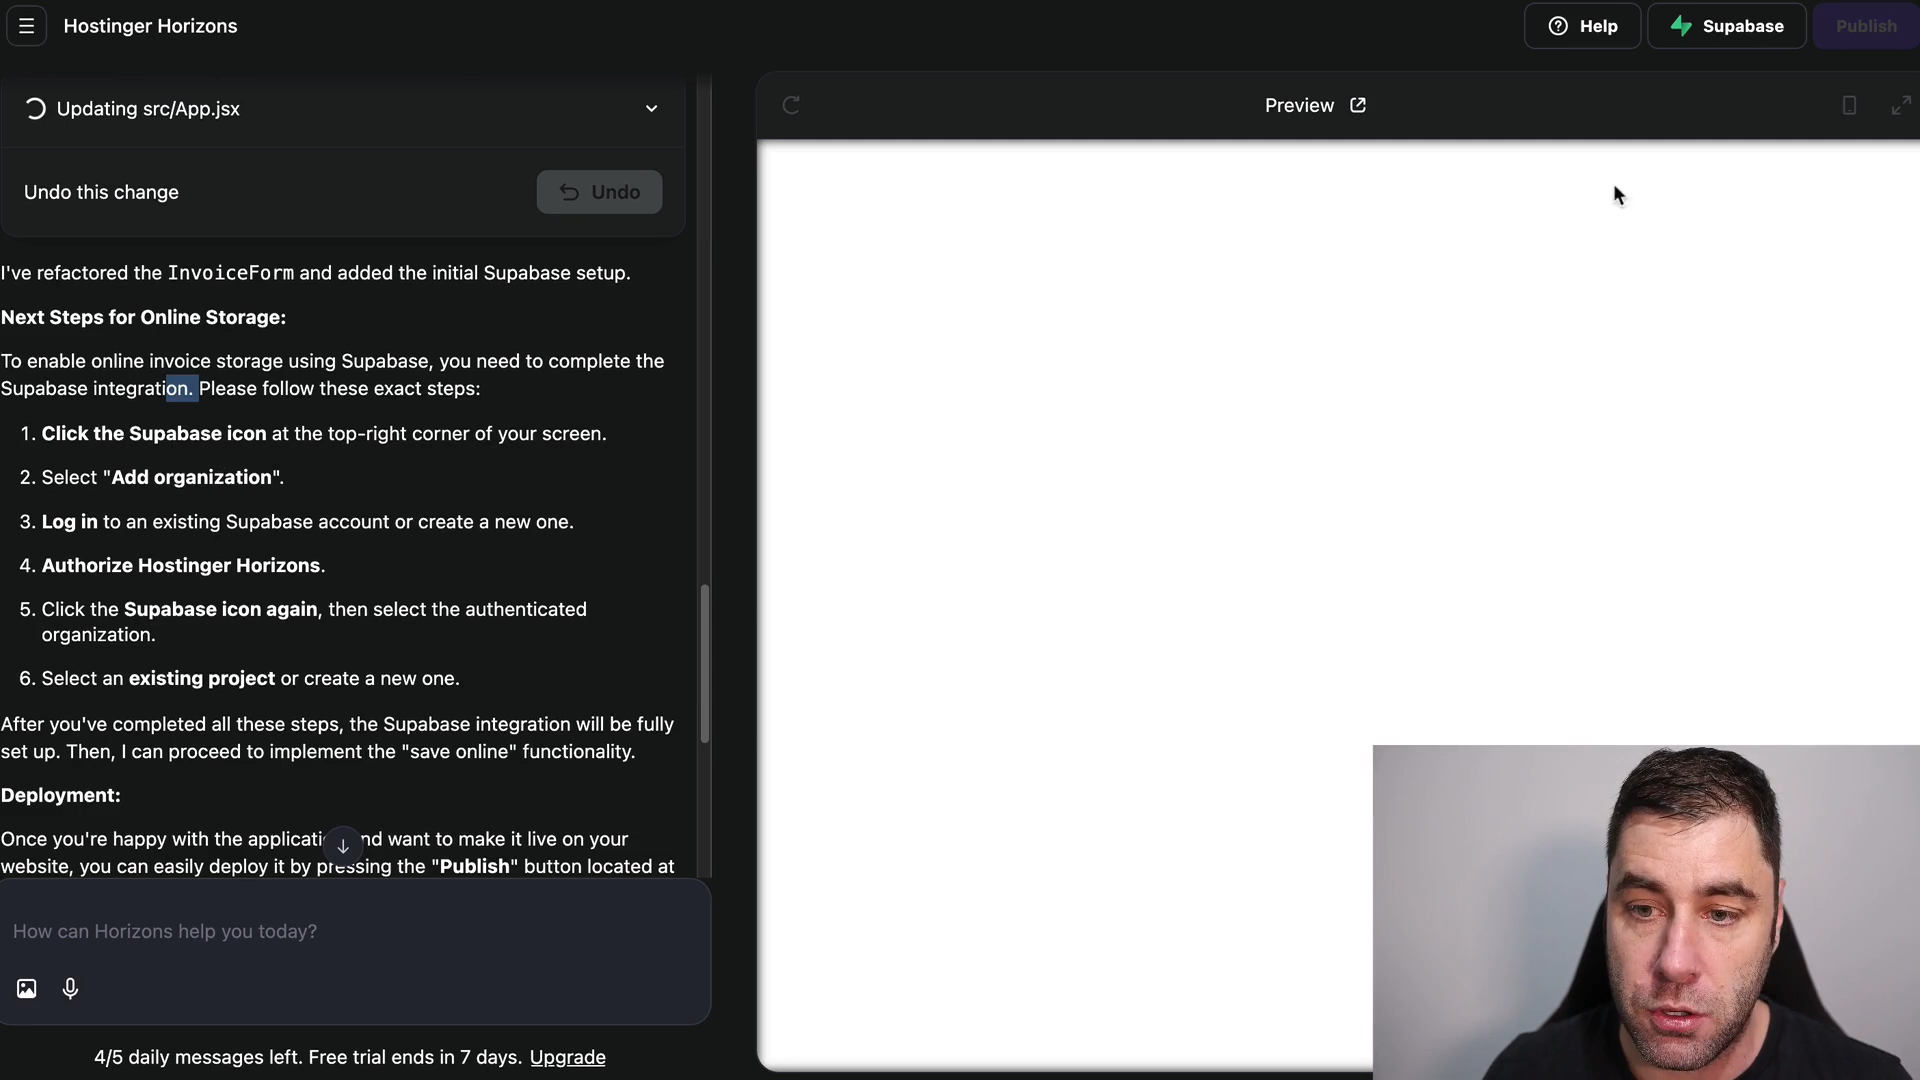 Hostinger Horizons
Help
Supabase
Publish
Updating src/App.jsx
Preview
Undo this change
Undo
I've refactored the InvoiceForm and added the initial Supabase setup.
Next Steps for Online Storage:
To enable online invoice storage using Supabase, you need to complete the
Supabase integration. Please follow these exact steps:
1. Click the Supabase icon at the top-right corner of your screen.
2. Select "Add organization".
3. Log in to an existing Supabase account or create a new one.
4. Authorize Hostinger Horizons.
5. Click the Supabase icon again, then select the authenticated
organization.
6. Select an existing project or create a new one.
After you've completed all these steps, the Supabase integration will be fully
set up. Then, I can proceed to implement the "save online" functionality.
Deployment:
Once you're happy with the applicati nd want to make it live on your
website, you can easily deploy it by pressing the "Publish" button located at
How can Horizons help you today?
4/5 daily messages left. Free trial ends in 7 days. Upgrade